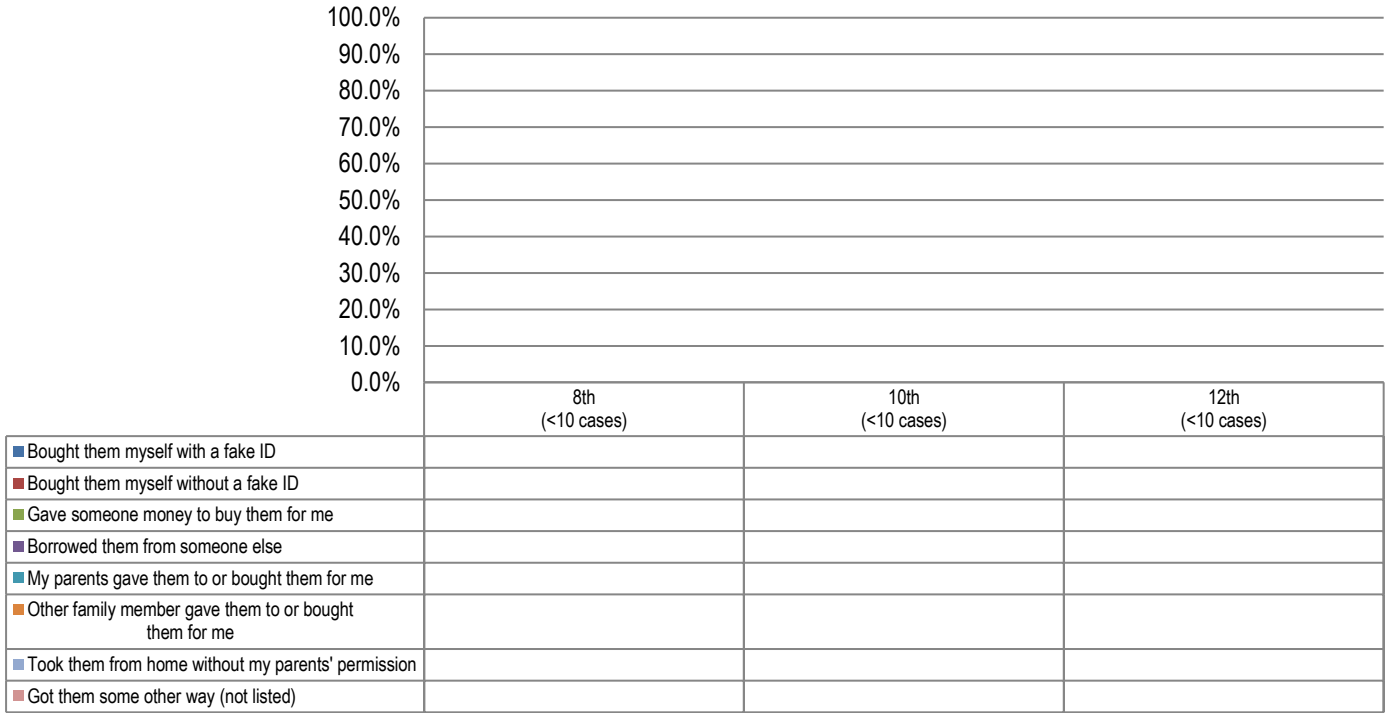 100.0%
90.0%
80.0%
70.0%
60.0%
50.0%
40.0%
30.0%
20.0%
10.0%
0.0%
8th 10th 12th
(<10 cases) (<10 cases) (<10 cases)
Bought them myself with a fake ID
Bought them myself without a fake ID
Gave someone money to buy them for me
Borrowed them from someone else
My parents gave them to or bought them for me
Other family member gave them to or bought
them for me
Took them from home without my parents' permission
Got them some other way (not listed)